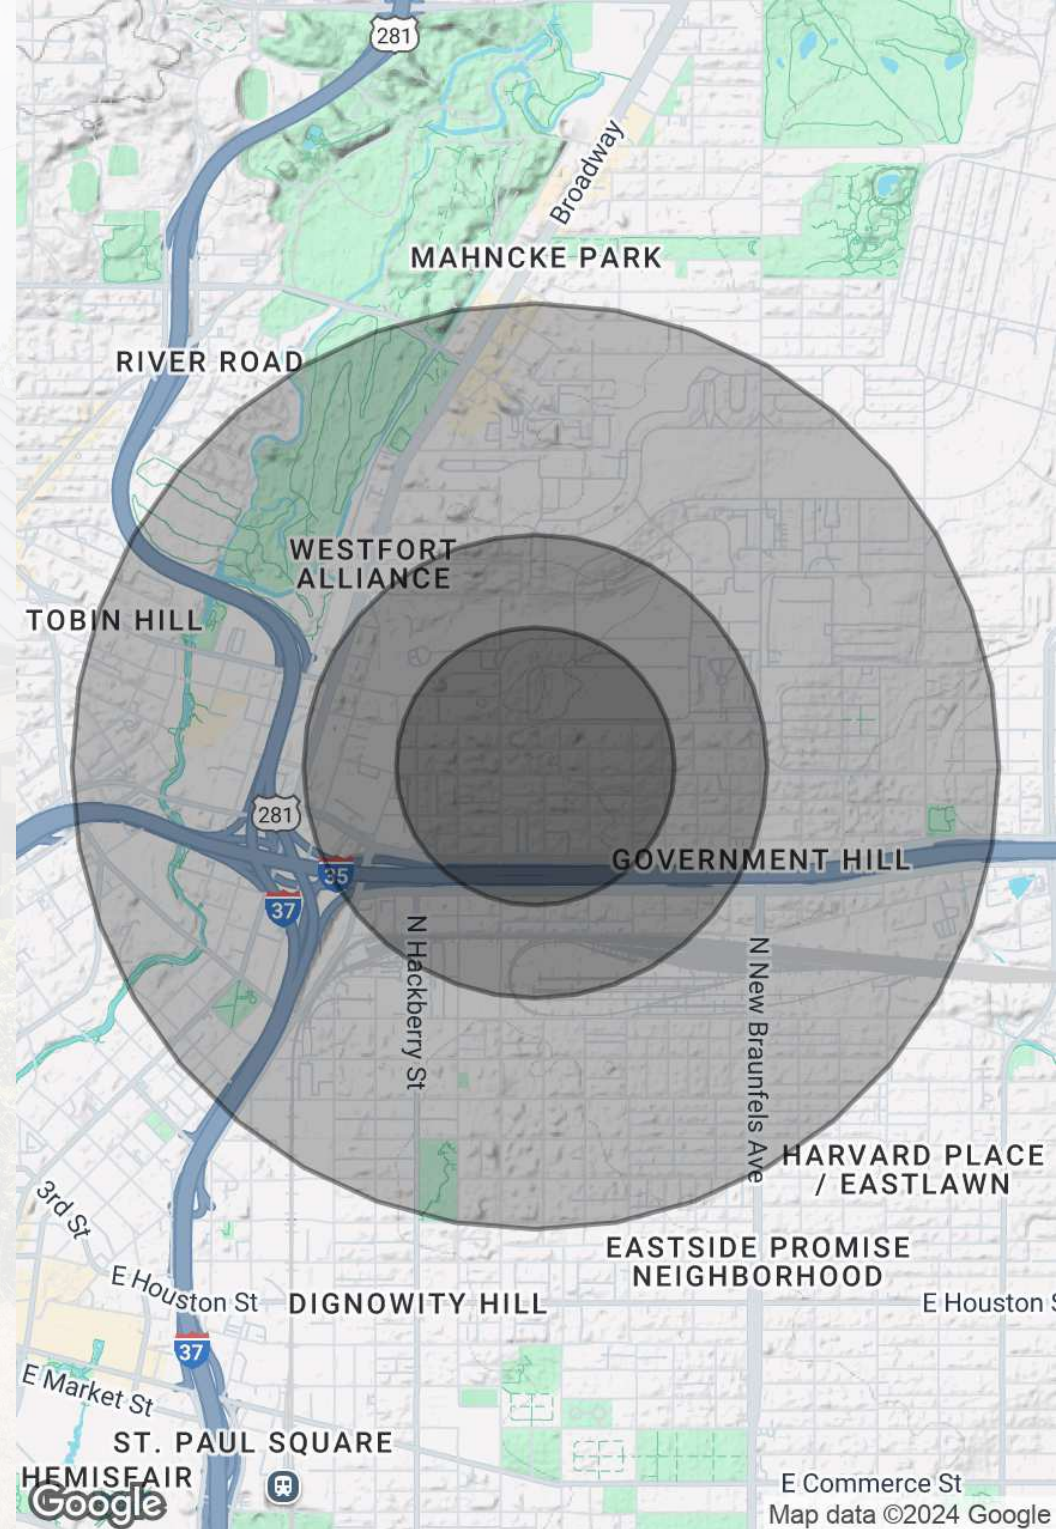 281
Broadway
MAHNCKE PARK
RIVER ROAD
WESTFORT
ALLIANCE
TOBIN HILL
281
35
GOVERNMENT HILL
37
N Hackberry St
N New Braunfels Ave
HARVARD PLACE
/ EASTLAWN
3rd St
EASTSIDE PROMISE
NEIGHBORHOOD
E Houston St
DIGNOWITY HILL
E Houston S
37
E Market St
ST. PAUL SQUARE
HEMISFAIR
E Commerce St
Google
Map data ©2024 Google